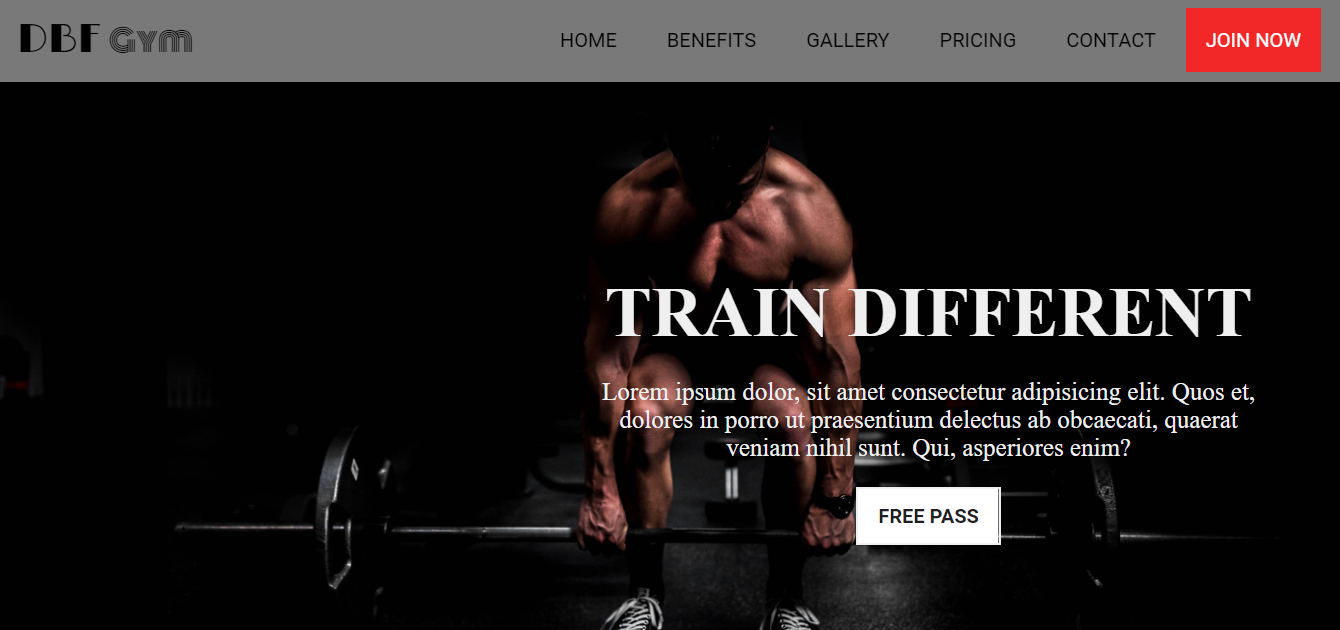 DBF Gym
HOME
BENEFITS
GALLERY
PRICING
CONTACT
JOIN NOW
TRAIN DIFFERENT
Lorem ipsum dolor, sit amet consectetur adipisicing elit. Quos et,
dolores in porro ut praesentium delectus ab obcaecati, quaerat
veniam nihil sunt. Qui, asperiores enim?
FREE PASS